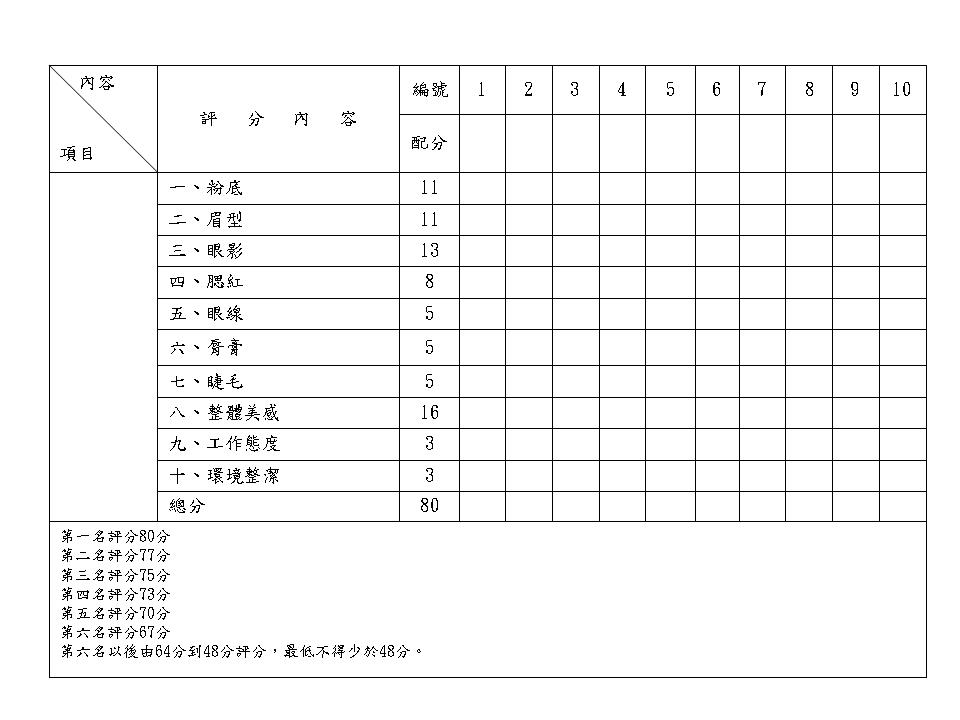 內容
項目
評 分 內 容
編號 1 2 3 4 5 6 7 8 9 10
配分
一、粉底 11
二、眉型 11
三、眼影 13
四、腮紅 8
五、眼線 5
六、脣膏 5
七、睫毛 5
八、整體美感 16
九、工作態度 3
十、環境整潔 3
總分 80
第一名評分80分
第二名評分77分
第三名評分75分
第四名評分73分
第五名評分70分
第六名評分67分
第六名以後由64分到48分評分，最低不得少於48分。